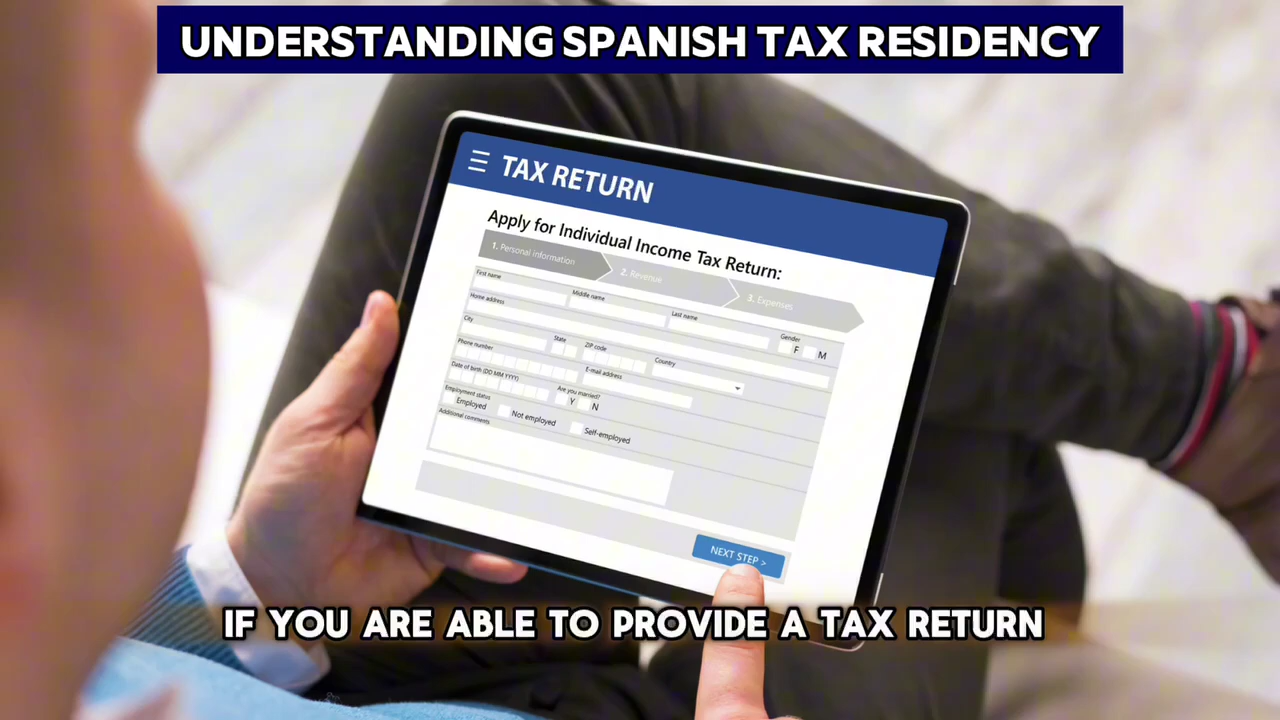 UNDERSTANDING SPANISH TAX RESIDENCY
TAX RETURN
Apply for Individual Income Tax Return:
1. Personal information
2. Revenue
3. Expenses
First name
Middle name
Last name
Gender
F M
Home address
City
State
ZIP code
Country
Phone number
E-mail address
Date of birth (DD MM YYYY)
Are you married?
Y N
Employment status
Employed Not employed Self-employed
Additional comments
NEXT STEP >
IF YOU ARE ABLE TO PROVIDE A TAX RETURN